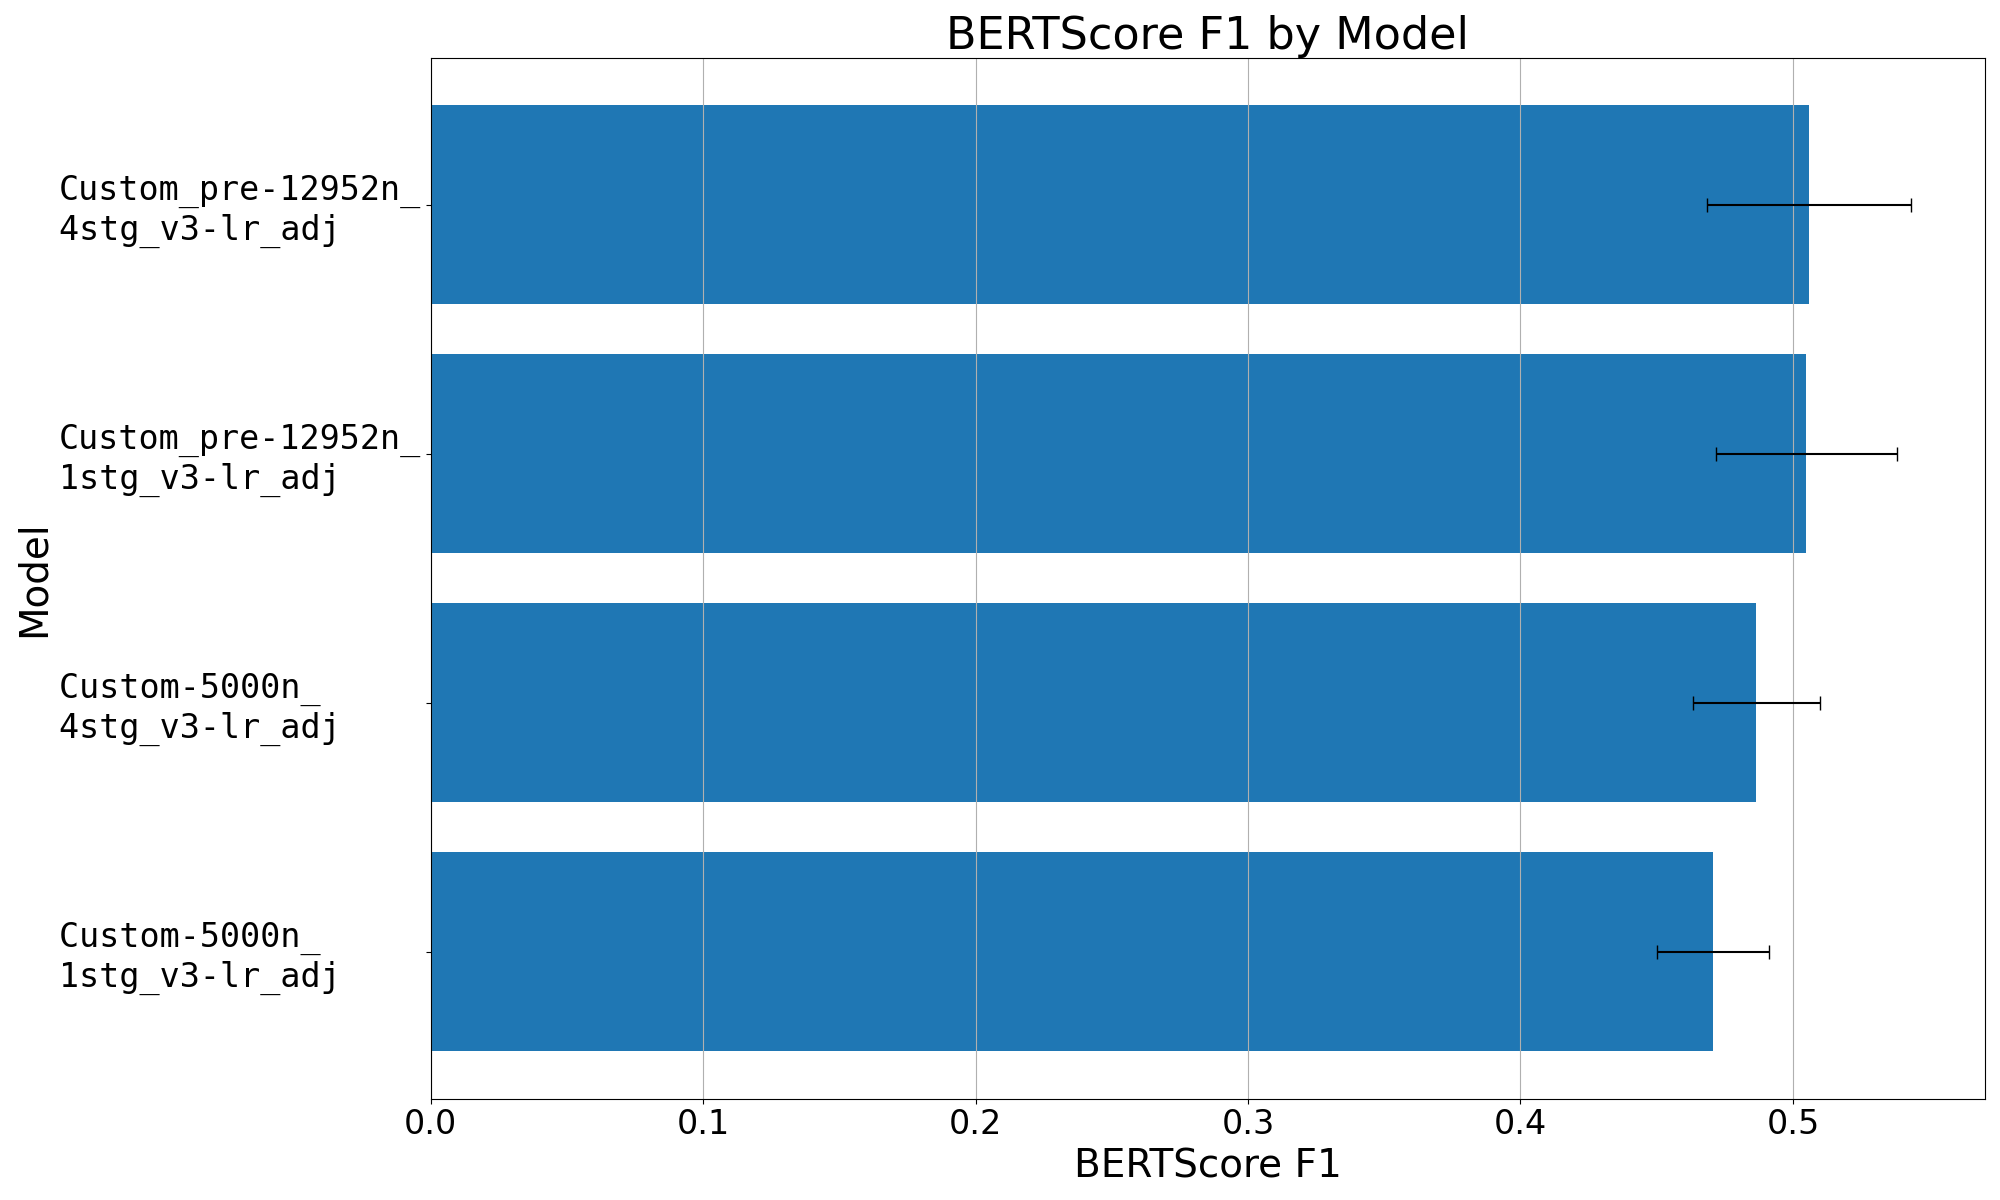 BERTScore F1 by Model
Custom_pre-12952n_
4stg_v3-lr_adj
Custom_pre-12952n_
1stg_v3-lr_adj
Model
Custom-5000n_
4stg_v3-lr_adj
Custom-5000n_
1stg_v3-lr_adj
0.0 0.1 0.2 0.3 0.4 0.5
BERTScore F1